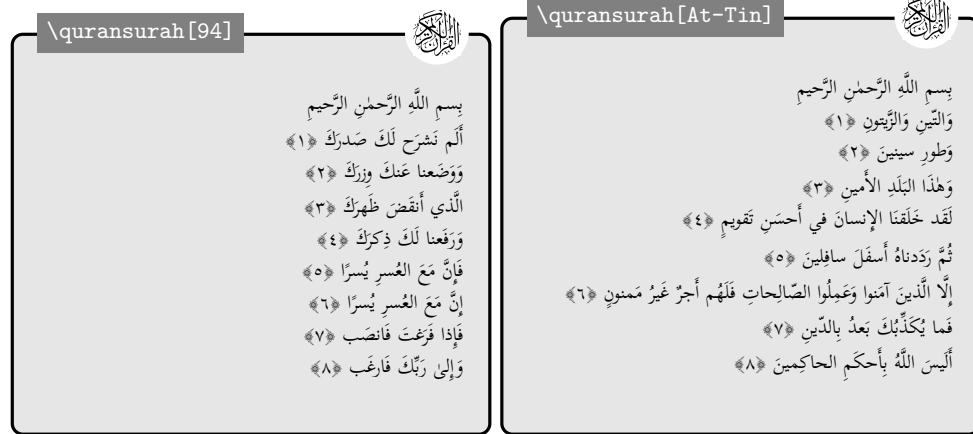 \quransurah[94]
القرآن الكريم
بِسمِ اللَّهِ الرَّحمٰنِ الرَّحيمِ
أَلَم نَشرَح لَكَ صَدرَكَ ﴿١﴾
وَوَضَعنا عَنكَ وِزرَكَ ﴿٢﴾
الَّذي أَنقَضَ ظَهرَكَ ﴿٣﴾
وَرَفَعنا لَكَ ذِكرَكَ ﴿٤﴾
فَإِنَّ مَعَ العُسرِ يُسرًا ﴿٥﴾
إِنَّ مَعَ العُسرِ يُسرًا ﴿٦﴾
فَإِذا فَرَغتَ فَانصَب ﴿٧﴾
وَإِلىٰ رَبِّكَ فَارغَب ﴿٨﴾
\quransurah[At-Tin]
القرآن الكريم
بِسمِ اللَّهِ الرَّحمٰنِ الرَّحيمِ
وَالتّينِ وَالزَّيتونِ ﴿١﴾
وَطورِ سينينَ ﴿٢﴾
وَهٰذَا البَلَدِ الأَمينِ ﴿٣﴾
لَقَد خَلَقنَا الإِنسانَ في أَحسَنِ تَقويمٍ ﴿٤﴾
ثُمَّ رَدَدناهُ أَسفَلَ سافِلينَ ﴿٥﴾
إِلَّا الَّذينَ آمَنوا وَعَمِلُوا الصّالِحاتِ فَلَهُم أَجرٌ غَيرُ مَمنونٍ ﴿٦﴾
فَما يُكَذِّبُكَ بَعدُ بِالدّينِ ﴿٧﴾
أَلَيسَ اللَّهُ بِأَحكَمِ الحاكِمينَ ﴿٨﴾